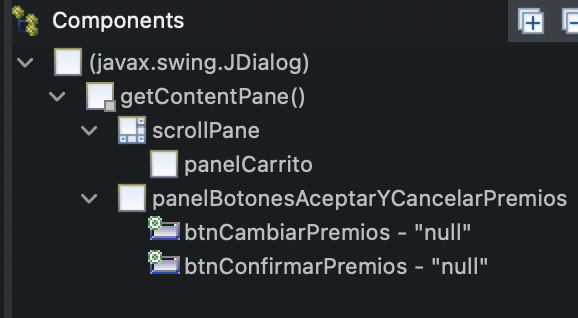 Components
(javax.swing.JDialog)
getContentPane()
scrollPane
panelCarrito
panelBotonesAceptarYCancelarPremios
btnCambiarPremios - "null"
btnConfirmarPremios - "null"